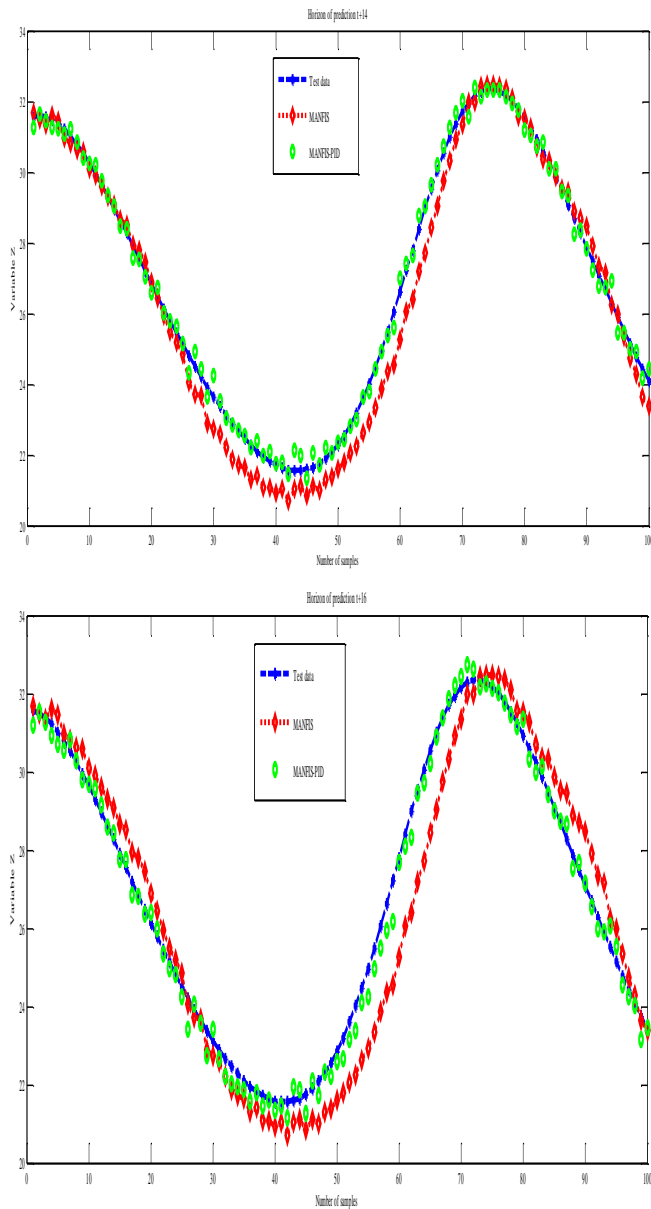 Horizon of prediction t+14
34
32
30
28
26
24
22
20
Variable Z
Test data
MANFIS
MANFIS-PID
0 10 20 30 40 50 60 70 80 90 100
Number of samples
Horizon of prediction t+16
34
32
30
28
26
24
22
20
Variable Z
Test data
MANFIS
MANFIS-PID
0 10 20 30 40 50 60 70 80 90 100
Number of samples